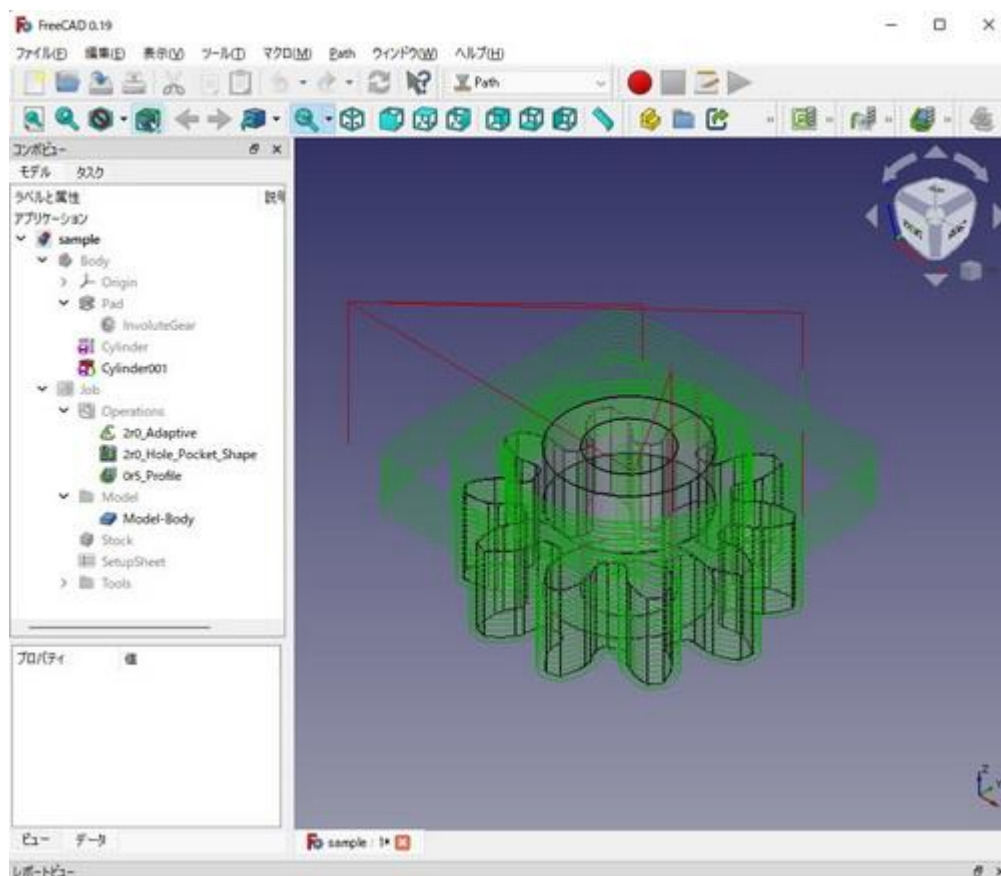 FreeCAD 0.19
ファイル(F) 編集(E) 表示(V) ツール(T) マクロ(M) Path ウィンドウ(W) ヘルプ(H)
Path
コンボビュー
モデル タスク
ラベルと属性 説明
アプリケーション
sample
Body
Origin
Pad
InvoluteGear
Cylinder
Cylinder001
Job
Operations
2r0_Adaptive
2r0_Hole_Pocket_Shape
0r5_Profile
Model
Model-Body
Stock
SetupSheet
Tools
プロパティ 値
Z
Y
ビュー データ
sample : 1*
レポートビュー